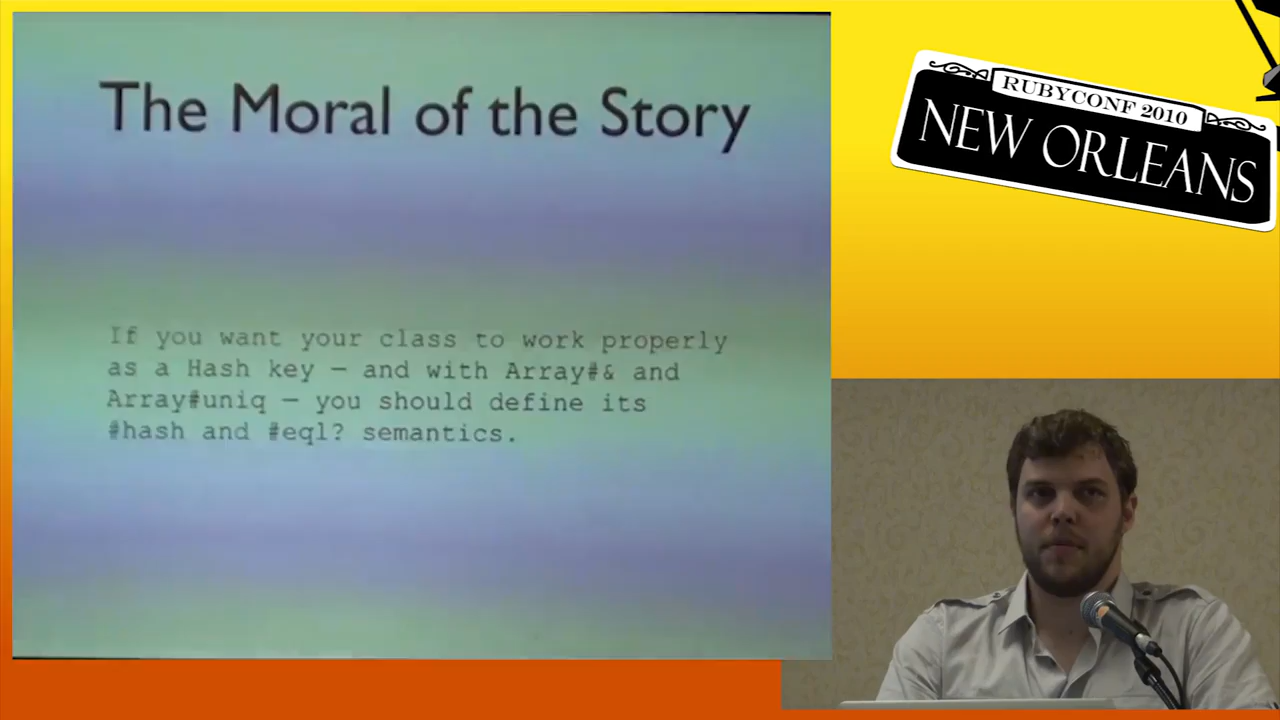 The Moral of the Story
If you want your class to work properly
as a Hash key — and with Array#& and
Array#uniq — you should define its
#hash and #eql? semantics.
RUBYCONF 2010
NEW ORLEANS